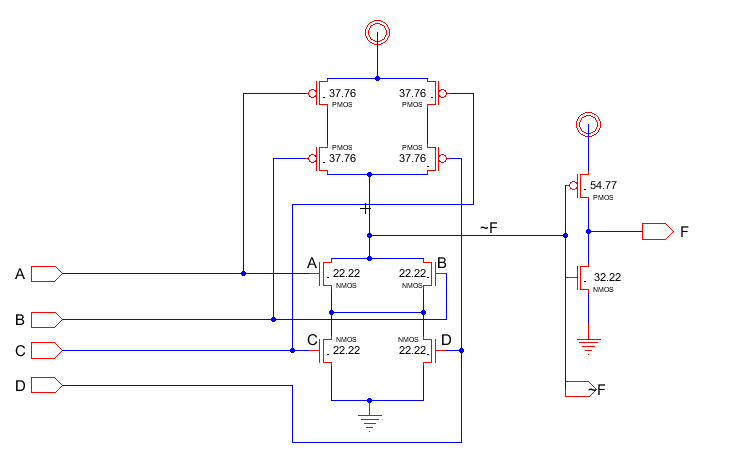 37.76
PMOS
37.76
PMOS
PMOS
37.76
PMOS
37.76
54.77
PMOS
~F
F
A
A
22.22
NMOS
B
22.22
NMOS
32.22
NMOS
B
C
C
NMOS
22.22
D
NMOS
22.22
D
~F